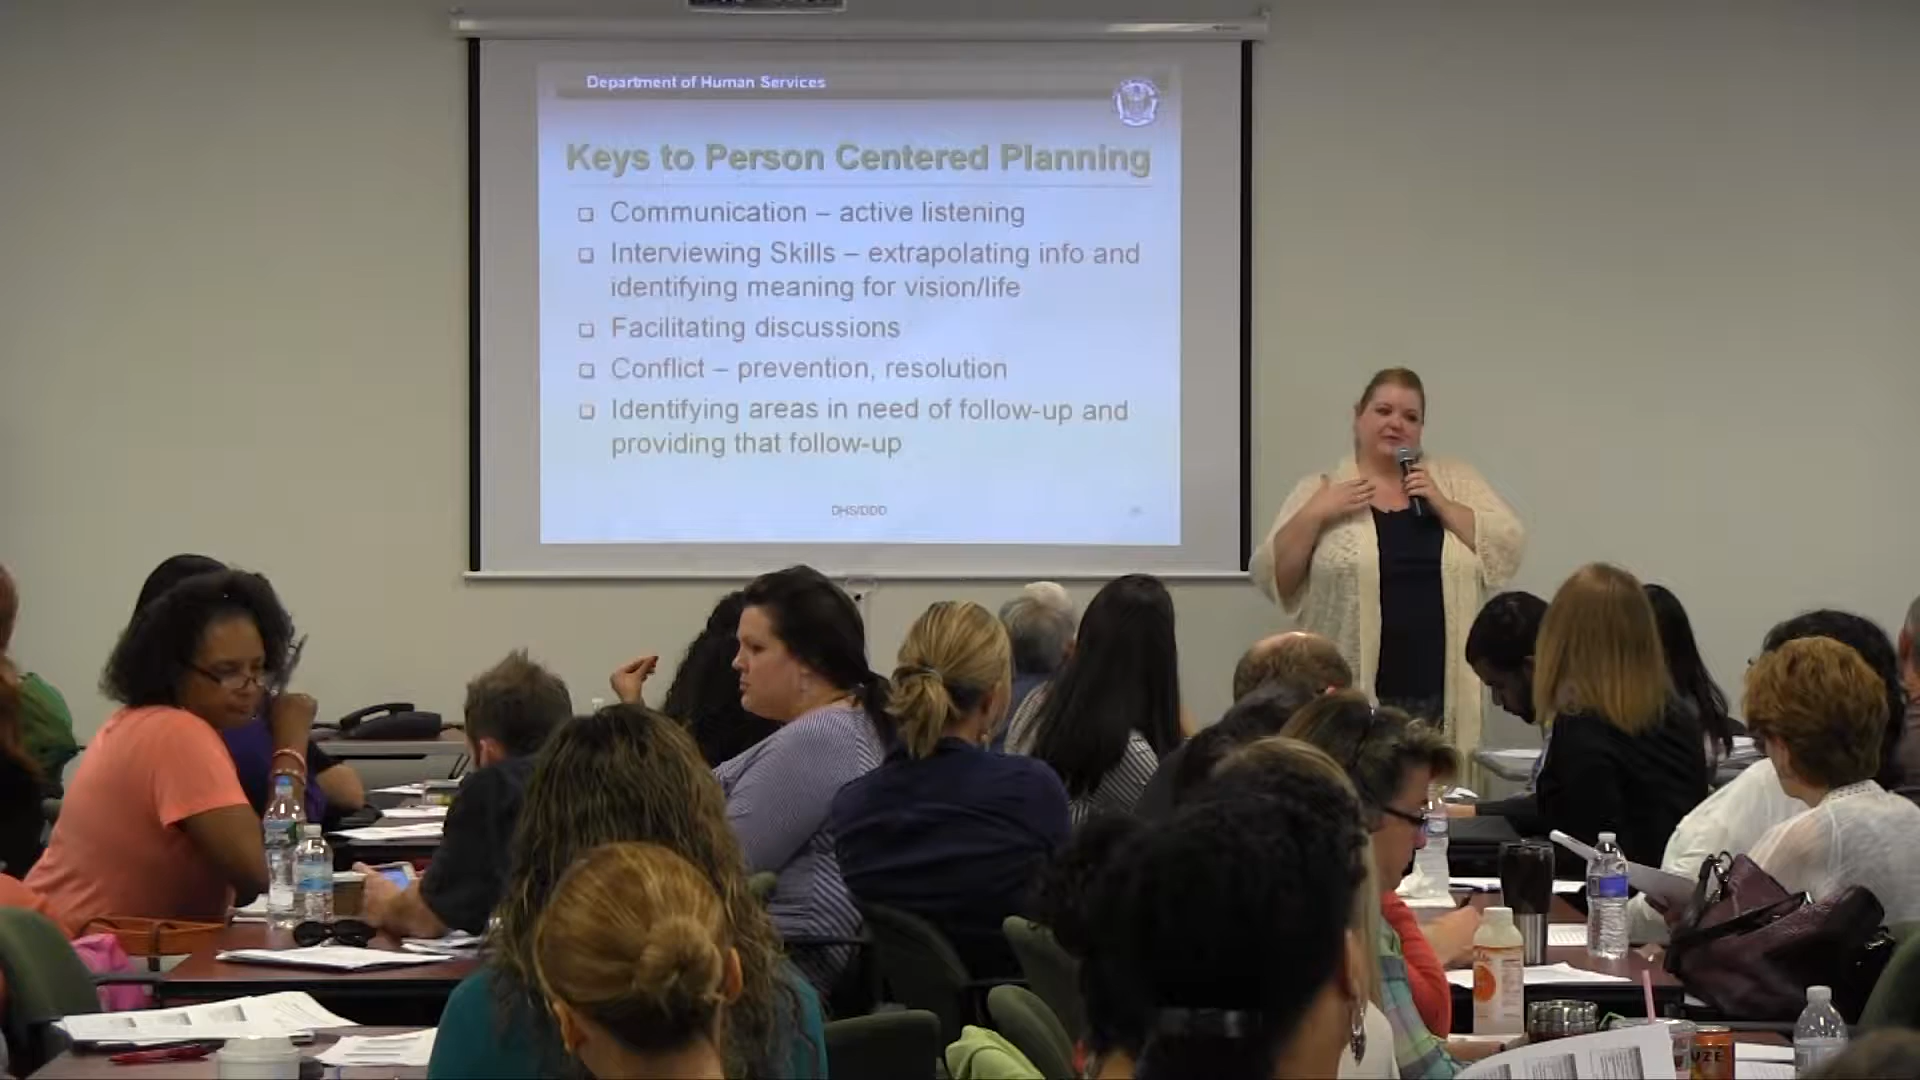 Department of Human Services
Keys to Person Centered Planning
Communication – active listening
Interviewing Skills – extrapolating info and
identifying meaning for vision/life
Facilitating discussions
Conflict – prevention, resolution
Identifying areas in need of follow-up and
providing that follow-up
DHS/DDD
UZE